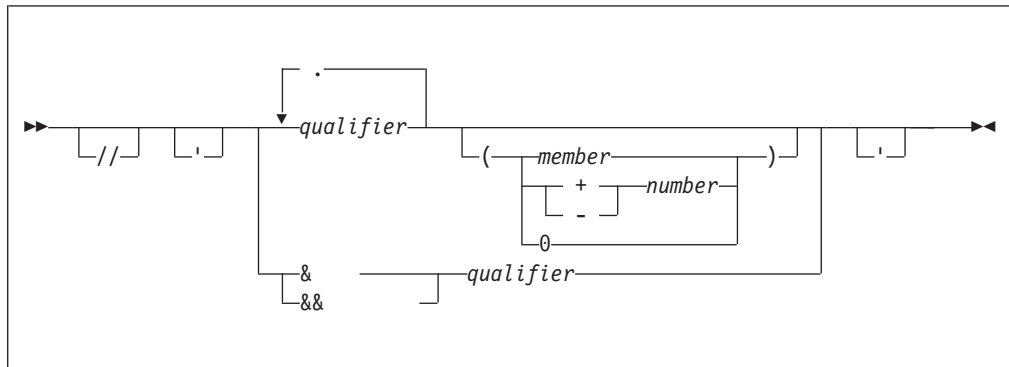 .
►►  qualifier  ►◄
// ' ( member ) '
+ number
-
0
& qualifier
&&